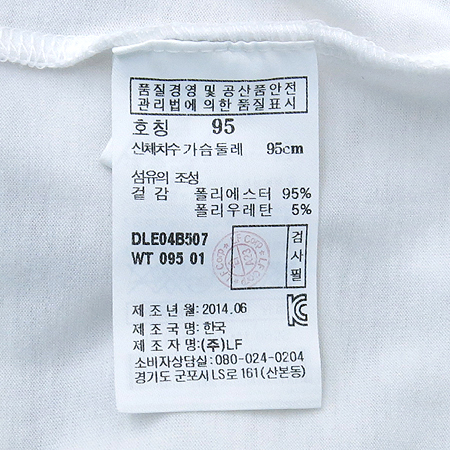 품질경영 및 공산품안전
관리법에 의한 품질표시
호칭 95
신체치수 가슴둘레 95cm
섬유의 조성
겉 감 폴리에스터 95%
폴리우레탄 5%
DLE04B507
WT 095 01
검사필
제 조 년 월: 2014.06
제 조 국 명: 한국
제 조 자 명: (주)LF
소비자상담실: 080-024-0204
경기도 군포시 LS로 161 (산본동)